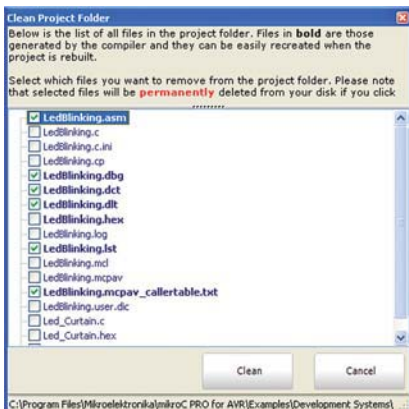 Clean Project Folder
Below is the list of all files in the project folder. Files in bold are those
generated by the compiler and they can be easily recreated when the
project is rebuilt.
Select which files you want to remove from the project folder. Please note
that selected files will be permanently deleted from your disk if you click
LedBlinking.asm
LedBlinking.c
LedBlinking.c.ini
LedBlinking.cp
LedBlinking.dbg
LedBlinking.dct
LedBlinking.dlt
LedBlinking.hex
LedBlinking.log
LedBlinking.lst
LedBlinking.mcl
LedBlinking.mcpav
LedBlinking.mcpav_callertable.txt
LedBlinking.user.dic
Led_Curtain.c
Led_Curtain.hex
Clean Cancel
C:\Program Files\Mikroelektronika\mikroC PRO for AVR\Examples\Development Systems\